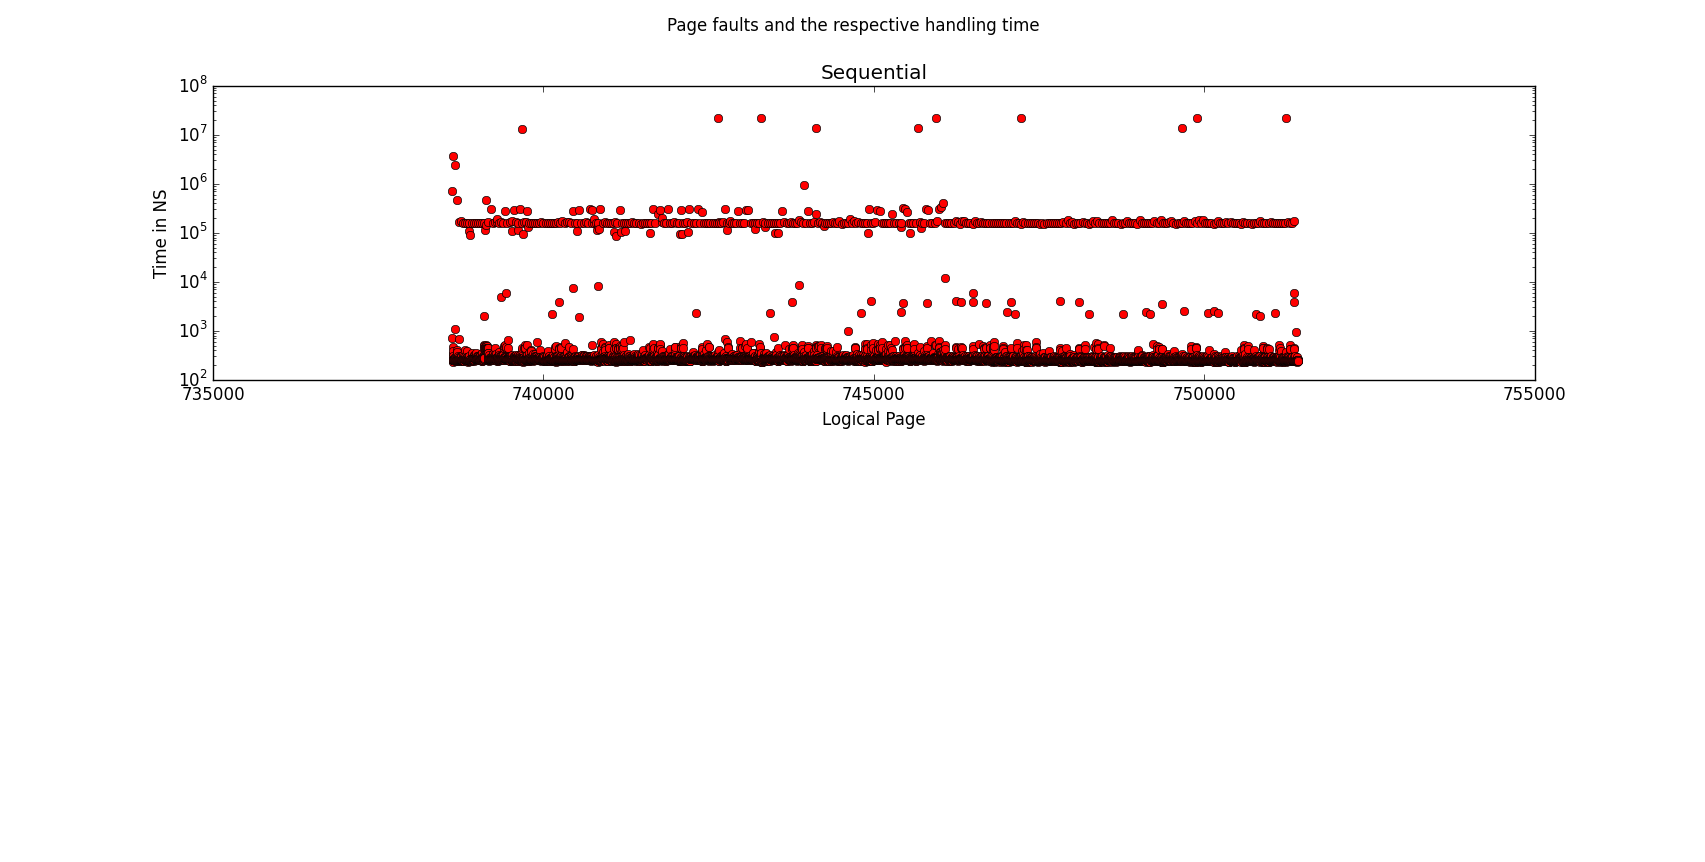 Page faults and the respective handling time
Sequential
10^8
10^7
10^6
10^5
10^4
10^3
10^2
Time in NS
735000 740000 745000 750000 755000
Logical Page